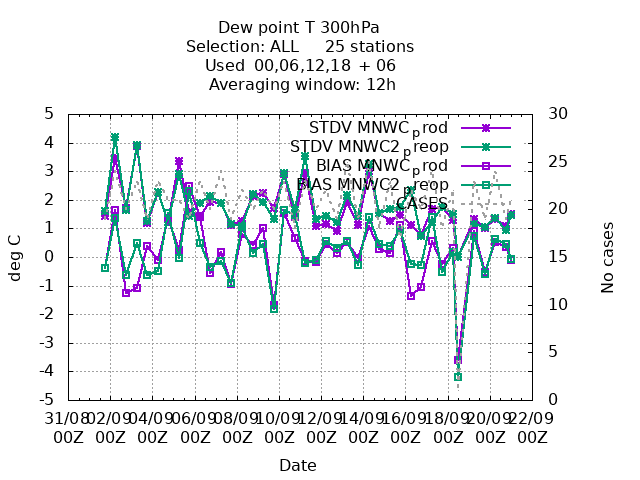 Dew point T 300hPa
Selection: ALL     25 stations
Used  00,06,12,18  + 06
Averaging window: 12h
STDV MNWC_prod
STDV MNWC2_preop
BIAS MNWC_prod
BIAS MNWC2_preop
CASES
5
4
3
2
1
0
-1
-2
-3
-4
-5
deg C
30
25
20
15
10
5
0
No cases
31/08 02/09 04/09 06/09 08/09 10/09 12/09 14/09 16/09 18/09 20/09 22/09
00Z 00Z 00Z 00Z 00Z 00Z 00Z 00Z 00Z 00Z 00Z 00Z
Date